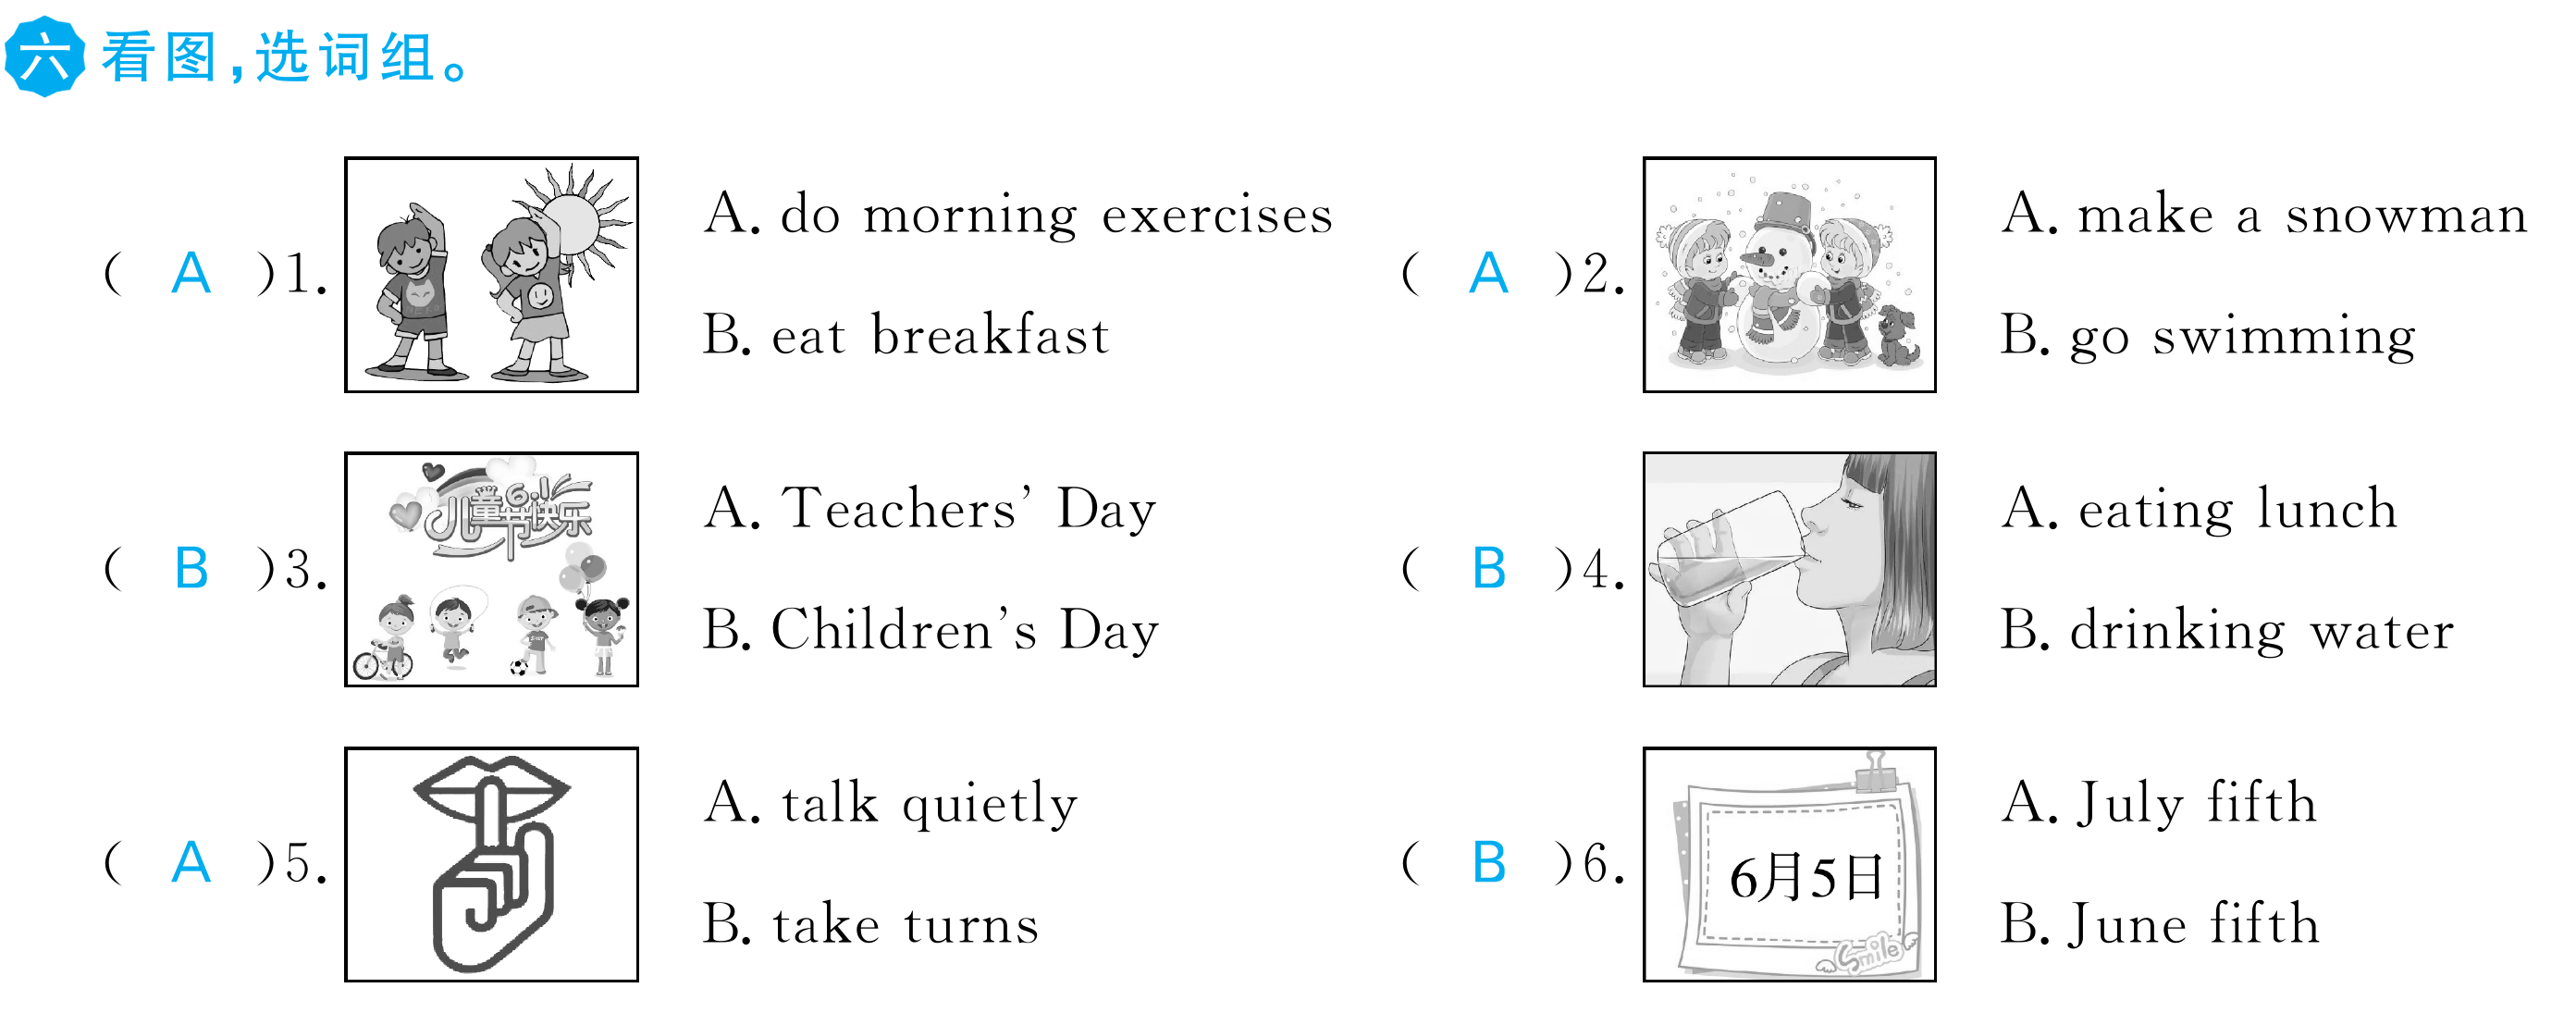 六 看图,选词组。
( A )1. A. do morning exercises
B. eat breakfast
( A )2. A. make a snowman
B. go swimming
( B )3. 6.1 儿童节快乐
A. Teachers' Day
B. Children's Day
( B )4. A. eating lunch
B. drinking water
( A )5. A. talk quietly
B. take turns
( B )6. 6月5日
Smile
A. July fifth
B. June fifth